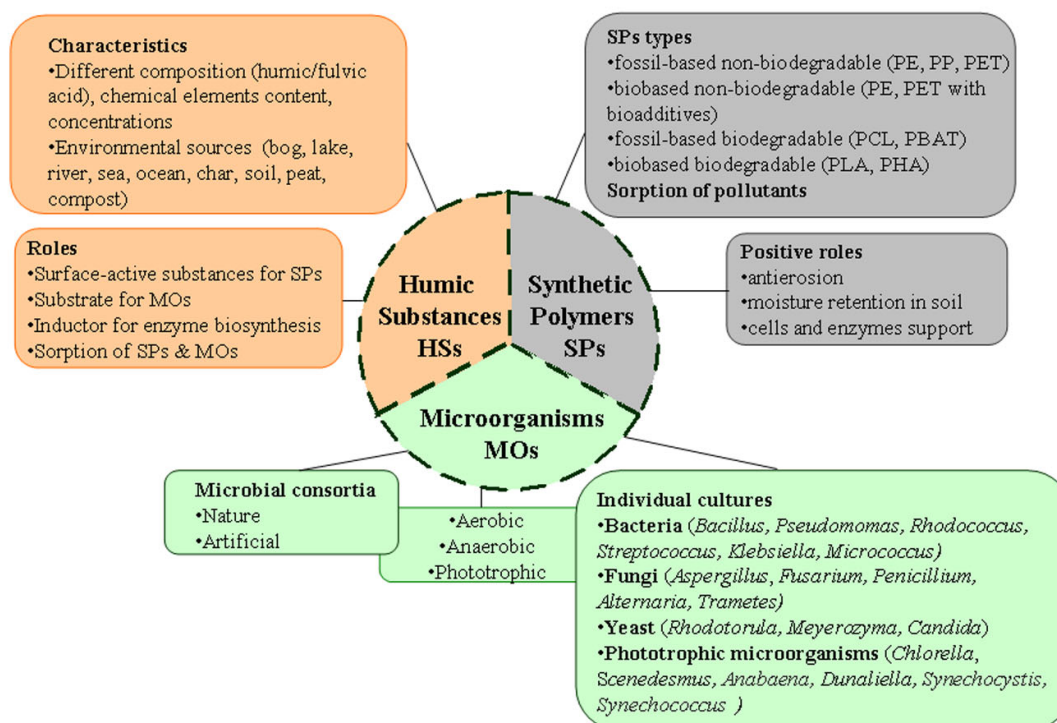 Characteristics
•Different composition (humic/fulvic
acid), chemical elements content,
concentrations
•Environmental sources (bog, lake,
river, sea, ocean, char, soil, peat,
compost)
SPs types
•fossil-based non-biodegradable (PE, PP, PET)
•biobased non-biodegradable (PE, PET with
bioadditives)
•fossil-based biodegradable (PCL, PBAT)
•biobased biodegradable (PLA, PHA)
Sorption of pollutants
Roles
•Surface-active substances for SPs
•Substrate for MOs
•Inductor for enzyme biosynthesis
•Sorption of SPs & MOs
Humic
Substances
HSs
Synthetic
Polymers
SPs
Positive roles
•antierosion
•moisture retention in soil
•cells and enzymes support
Microorganisms
MOs
Microbial consortia
•Nature
•Artificial
•Aerobic
•Anaerobic
•Phototrophic
Individual cultures
•Bacteria (Bacillus, Pseudomomas, Rhodococcus,
Streptococcus, Klebsiella, Micrococcus)
•Fungi (Aspergillus, Fusarium, Penicillium,
Alternaria, Trametes)
•Yeast (Rhodotorula, Meyerozyma, Candida)
•Phototrophic microorganisms (Chlorella,
Scenedesmus, Anabaena, Dunaliella, Synechocystis,
Synechococcus )